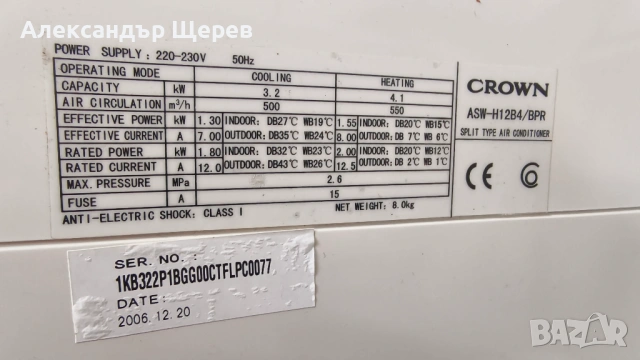 Александър Щерев
POWER SUPPLY: 220-230V 50Hz
OPERATING MODE COOLING HEATING
CAPACITY kW 3.2 4.1
AIR CIRCULATION m³/h 500 550
EFFECTIVE POWER kW 1.30 INDOOR: DB27℃ WB19℃ 1.55 INDOOR: DB20℃ WB15℃
EFFECTIVE CURRENT A 7.00 OUTDOOR: DB35℃ WB24℃ 8.00 OUTDOOR: DB 7℃ WB 6℃
RATED POWER kW 1.80 INDOOR: DB32℃ WB23℃ 2.00 INDOOR: DB20℃ WB12℃
RATED CURRENT A 12.0 OUTDOOR: DB43℃ WB26℃ 12.5 OUTDOOR: DB 2℃ WB 1℃
MAX. PRESSURE MPa 2.6
FUSE A 15
ANTI-ELECTRIC SHOCK: CLASS I NET WEIGHT: 8.0kg
CROWN
ASW-H12B4/BPR
SPLIT TYPE AIR CONDITIONER
CE
SER. NO.:
1KB322P1BGG00CTFLPC0077
DATE:
2006.12.20
BAZAR
.bg